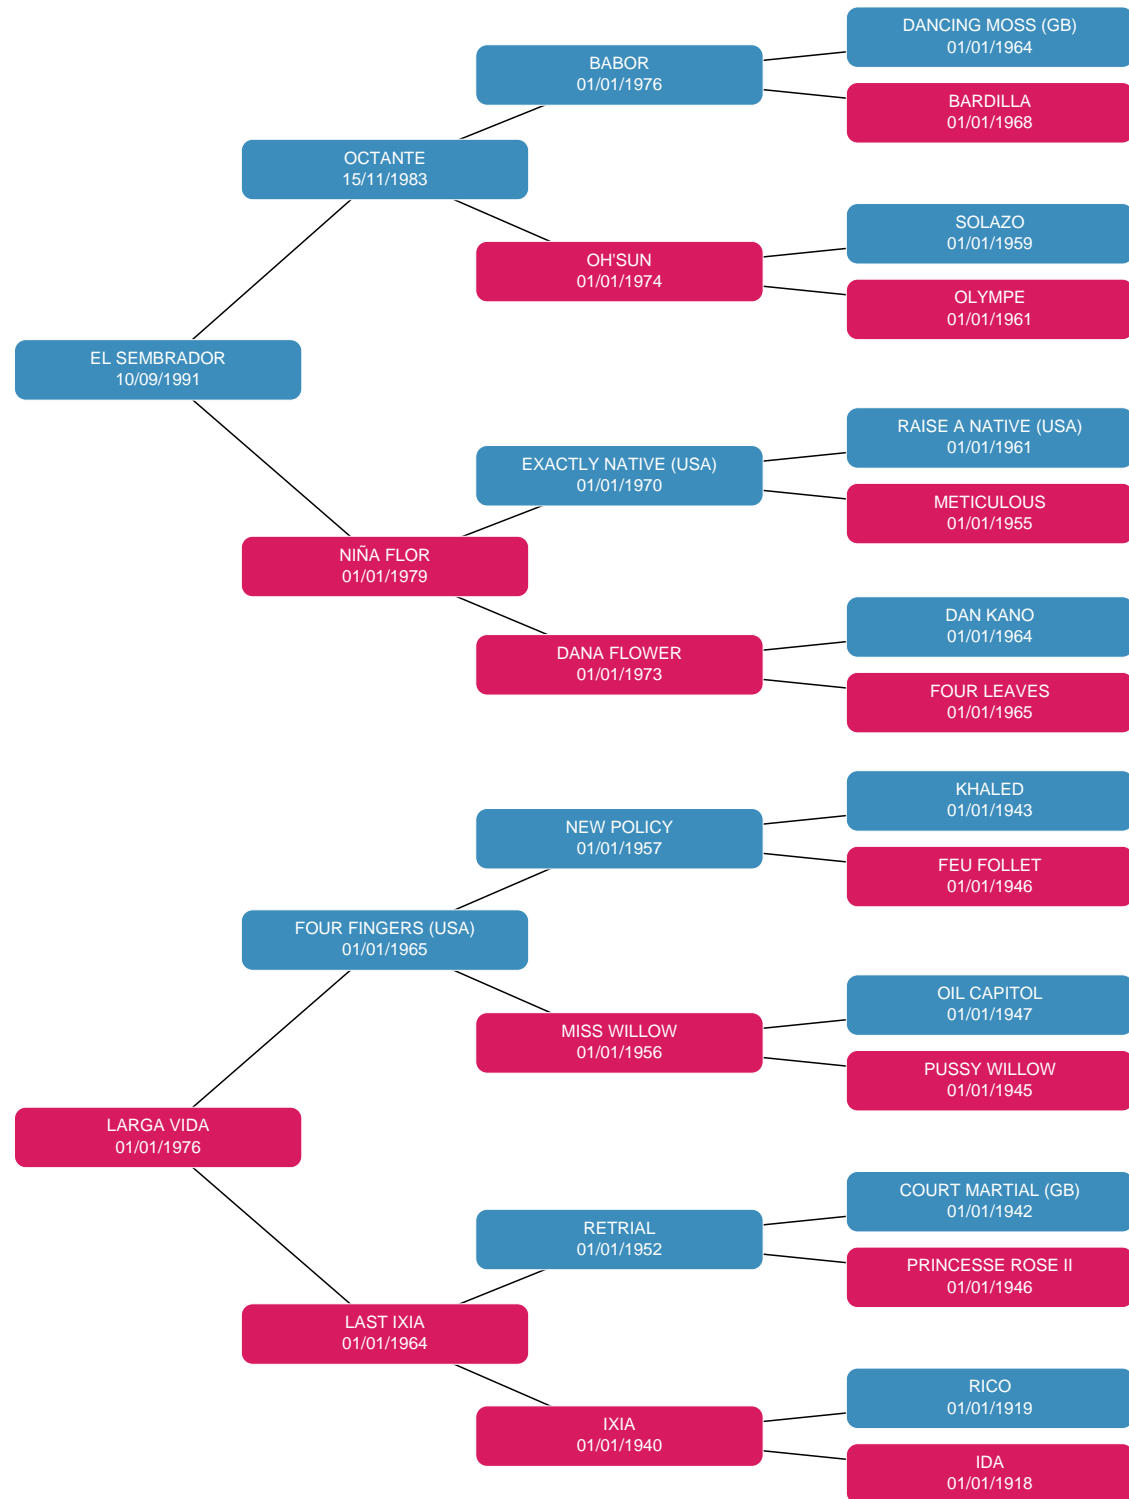 DANCING MOSS (GB)
01/01/1964
BABOR
01/01/1976
BARDILLA
01/01/1968
OCTANTE
15/11/1983
SOLAZO
01/01/1959
OH'SUN
01/01/1974
OLYMPE
01/01/1961
EL SEMBRADOR
10/09/1991
RAISE A NATIVE (USA)
01/01/1961
EXACTLY NATIVE (USA)
01/01/1970
METICULOUS
01/01/1955
NIÑA FLOR
01/01/1979
DAN KANO
01/01/1964
DANA FLOWER
01/01/1973
FOUR LEAVES
01/01/1965
KHALED
01/01/1943
NEW POLICY
01/01/1957
FEU FOLLET
01/01/1946
FOUR FINGERS (USA)
01/01/1965
OIL CAPITOL
01/01/1947
MISS WILLOW
01/01/1956
PUSSY WILLOW
01/01/1945
LARGA VIDA
01/01/1976
COURT MARTIAL (GB)
01/01/1942
RETRIAL
01/01/1952
PRINCESSE ROSE II
01/01/1946
LAST IXIA
01/01/1964
RICO
01/01/1919
IXIA
01/01/1940
IDA
01/01/1918